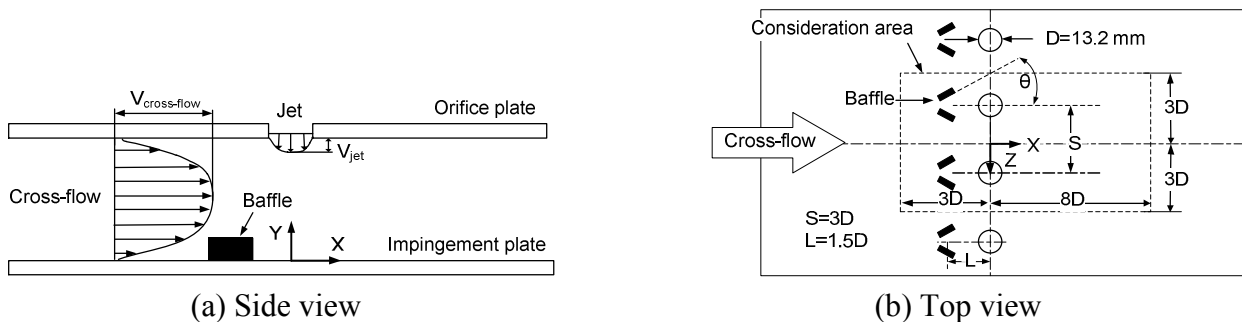 V cross-flow
Jet
Orifice plate
V jet
Cross-flow
Baffle
Y
X
Impingement plate
(a) Side view
Consideration area
D=13.2 mm
θ
Baffle
3D
Cross-flow
X
S
Z
3D
3D
8D
S=3D
L=1.5D
L
(b) Top view